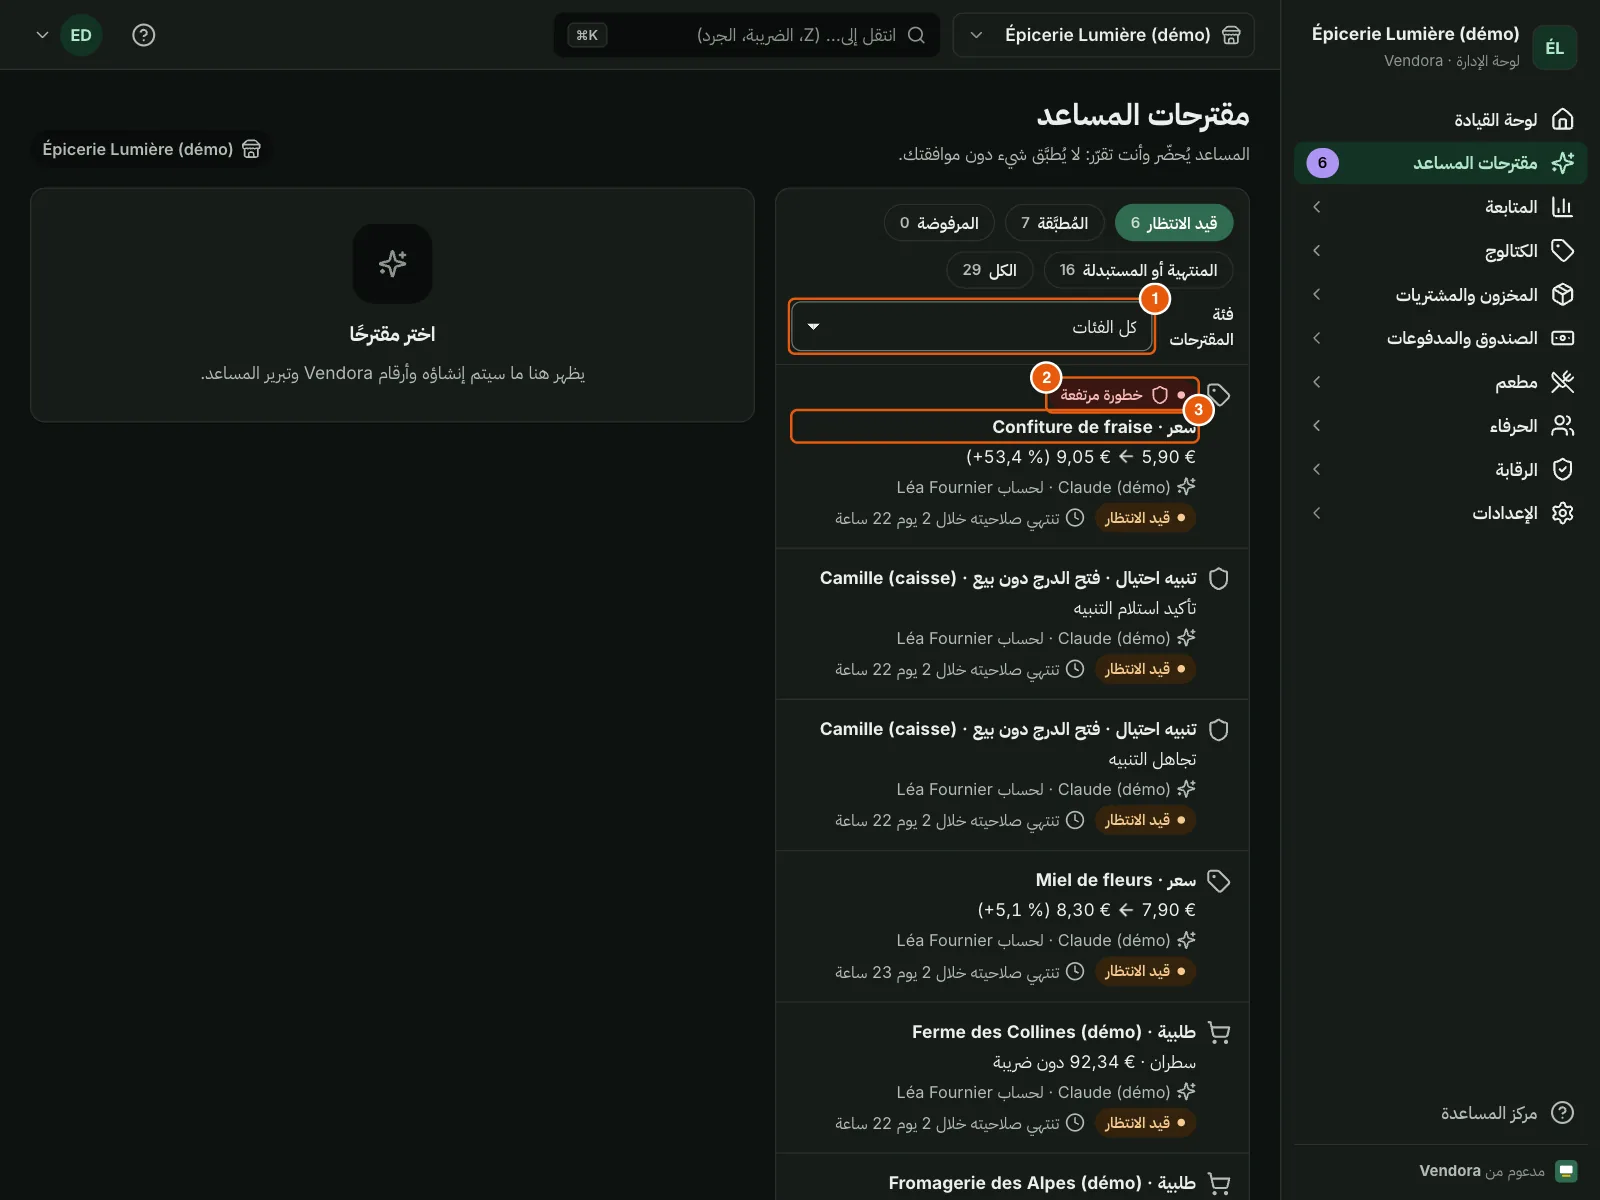 Épicerie Lumière (démo)
لوحة الإدارة · Vendora
ÉL
لوحة القيادة
مقترحات المساعد 6
المتابعة
الكتالوج
المخزون والمشتريات
الصندوق والمدفوعات
مطعم
الحرفاء
الرقابة
الإعدادات
مركز المساعدة
مدعوم من Vendora
Épicerie Lumière (démo)
انتقل إلى... (Z، الضريبة، الجرد) ⌘K
ED
مقترحات المساعد
المساعد يُحضّر وأنت تقرّر: لا يُطبَّق شيء دون موافقتك.
Épicerie Lumière (démo)
قيد الانتظار 6 المُطبَّقة 7 المرفوضة 0
المنتهية أو المستبدلة 16 الكل 29
فئة المقترحات
كل الفئات
1
2
3
خطورة مرتفعة
سعر · Confiture de fraise
5,90 € ← 9,05 € (+53,4 %)
Claude (démo) · لحساب Léa Fournier
قيد الانتظار تنتهي صلاحيته خلال 2 يوم 22 ساعة
تنبيه احتيال · فتح الدرج دون بيع · Camille (caisse)
تأكيد استلام التنبيه
Claude (démo) · لحساب Léa Fournier
قيد الانتظار تنتهي صلاحيته خلال 2 يوم 22 ساعة
تنبيه احتيال · فتح الدرج دون بيع · Camille (caisse)
تجاهل التنبيه
Claude (démo) · لحساب Léa Fournier
قيد الانتظار تنتهي صلاحيته خلال 2 يوم 22 ساعة
سعر · Miel de fleurs
7,90 € ← 8,30 € (+5,1 %)
Claude (démo) · لحساب Léa Fournier
قيد الانتظار تنتهي صلاحيته خلال 2 يوم 23 ساعة
طلبية · Ferme des Collines (démo)
سطران · 92,34 € دون ضريبة
Claude (démo) · لحساب Léa Fournier
قيد الانتظار تنتهي صلاحيته خلال 2 يوم 22 ساعة
طلبية · Fromagerie des Alpes (démo)
اختر مقترحًا
يظهر هنا ما سيتم إنشاؤه وأرقام Vendora وتبرير المساعد.